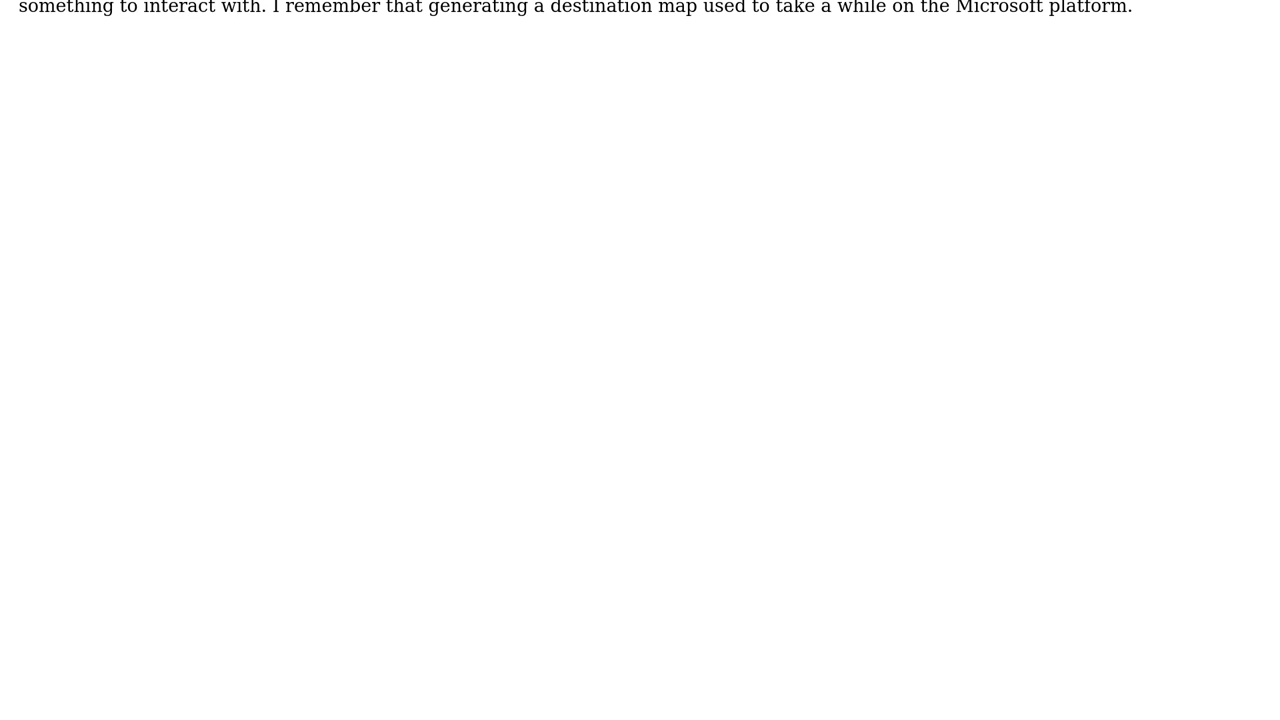 something to interact with. I remember that generating a destination map used to take a while on the Microsoft platform.